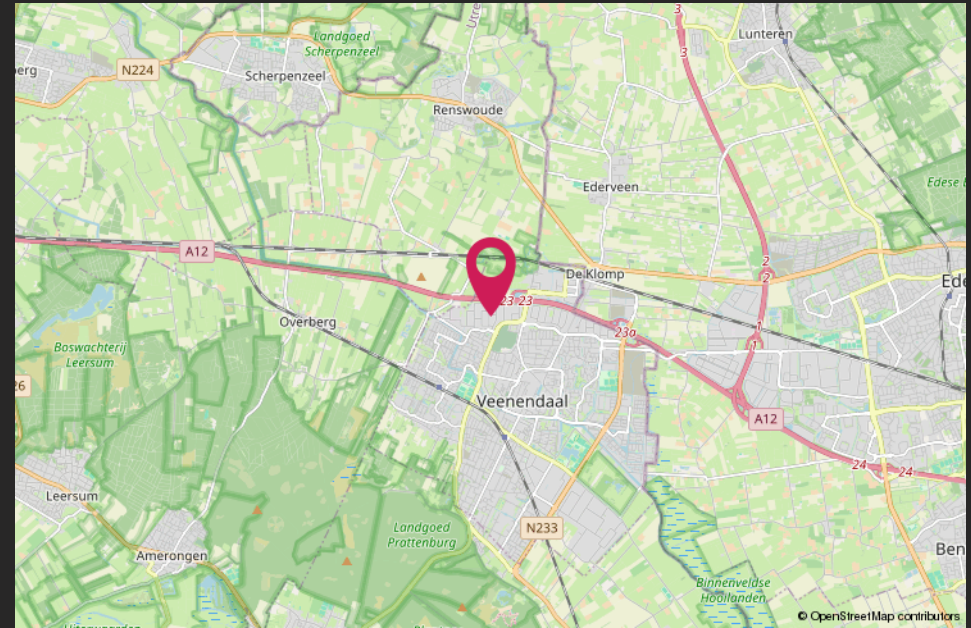 3
Lunteren
Landgoed
Scherpenzeel
Utre
3
N224
Scherpenzeel
erg
Renswoude
Ederveen
Edese
A12
2
2
De Klomp
Ede
23
23
Overberg
23a
1
1
Boswachterij
Leersum
26
Veenendaal
A12
24
24
Leersum
Landgoed
Prattenburg
N233
Amerongen
Ben
Binnenveldse
Hooilanden
© OpenStreetMap contributors